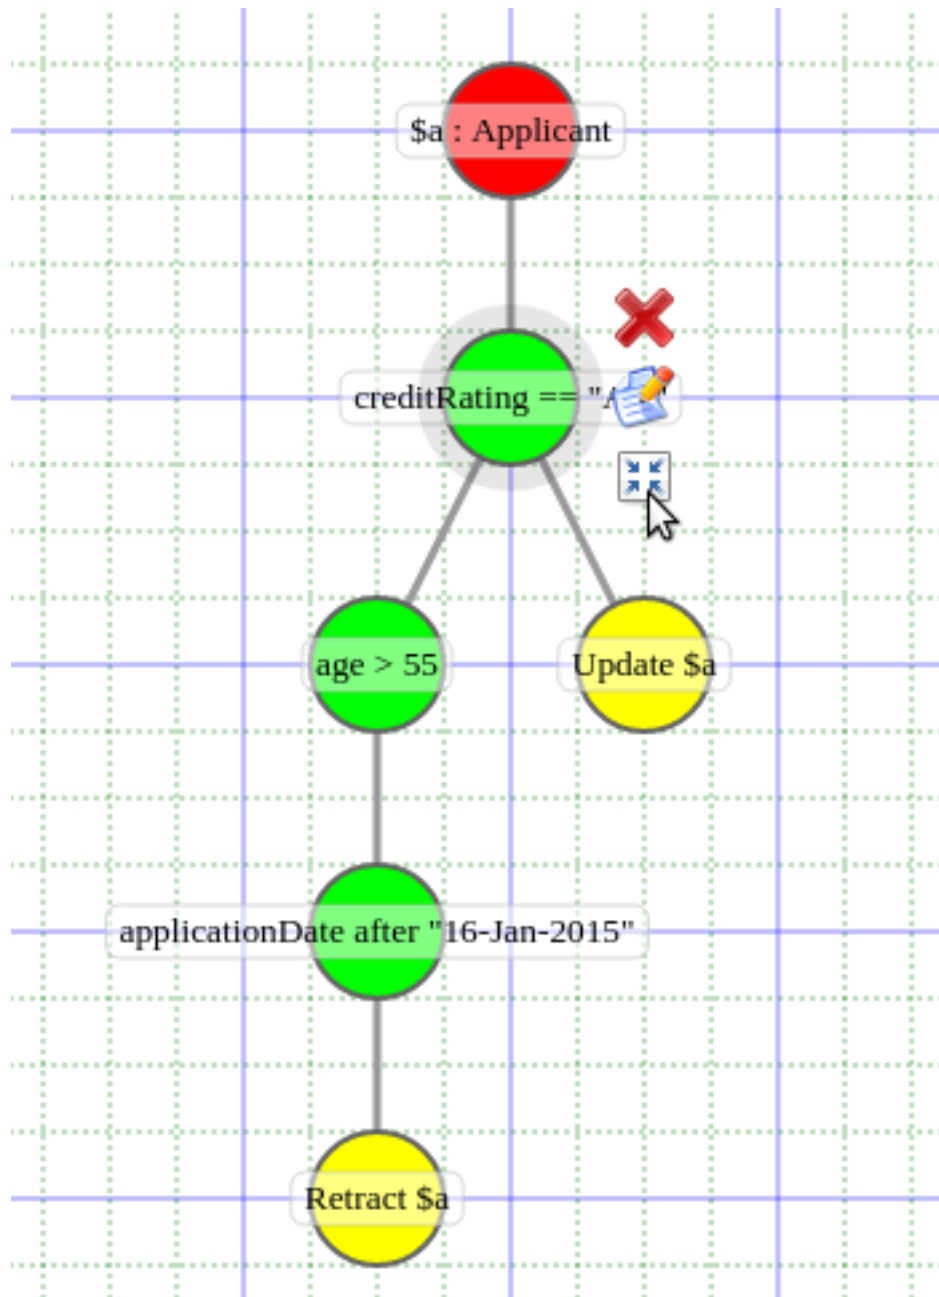 $a : Applicant
creditRating == "
age > 55
Update $a
applicationDate after "16-Jan-2015"
Retract $a